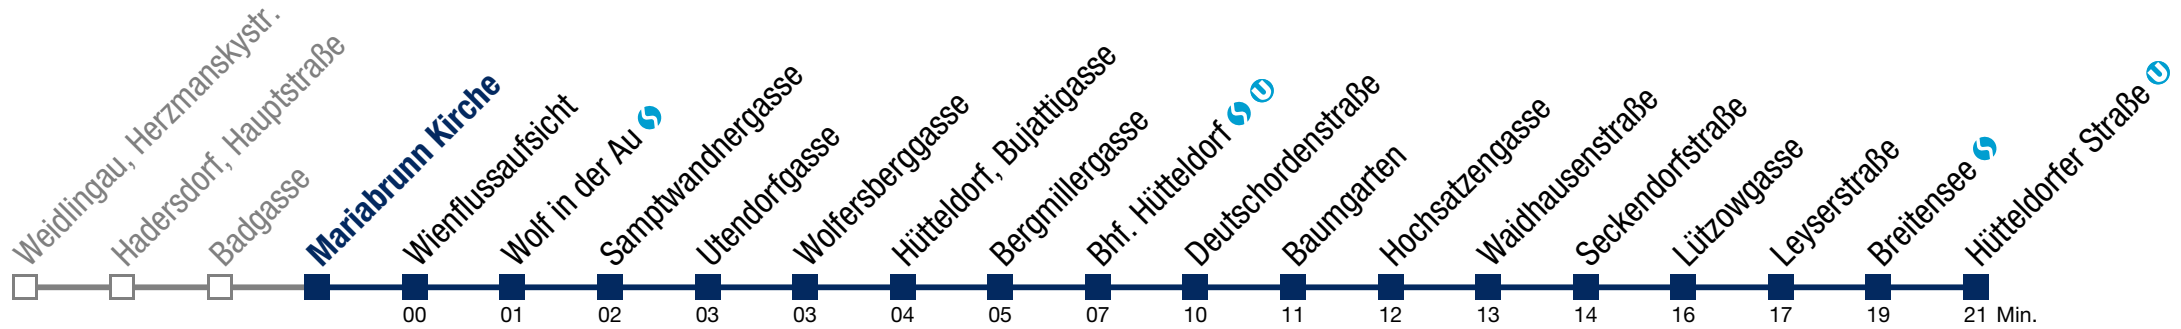 Weidlingau, Herzmanskystr.
Hadersdorf, Hauptstraße
Badgasse
Mariabrunn Kirche
Wienflussaufsicht
Wolf in der Au
Samptwandnergasse
Utendorfgasse
Wolfersberggasse
Hütteldorf, Bujattigasse
Bergmillergasse
Bhf. Hütteldorf
Deutschordenstraße
Baumgarten
Hochsatzengasse
Waidhausenstraße
Seckendorfstraße
Lützowgasse
Leyserstraße
Breitensee
Hütteldorfer Straße
00 01 02 03 03 04 05 07 10 11 12 13 14 16 17 19 21 Min.